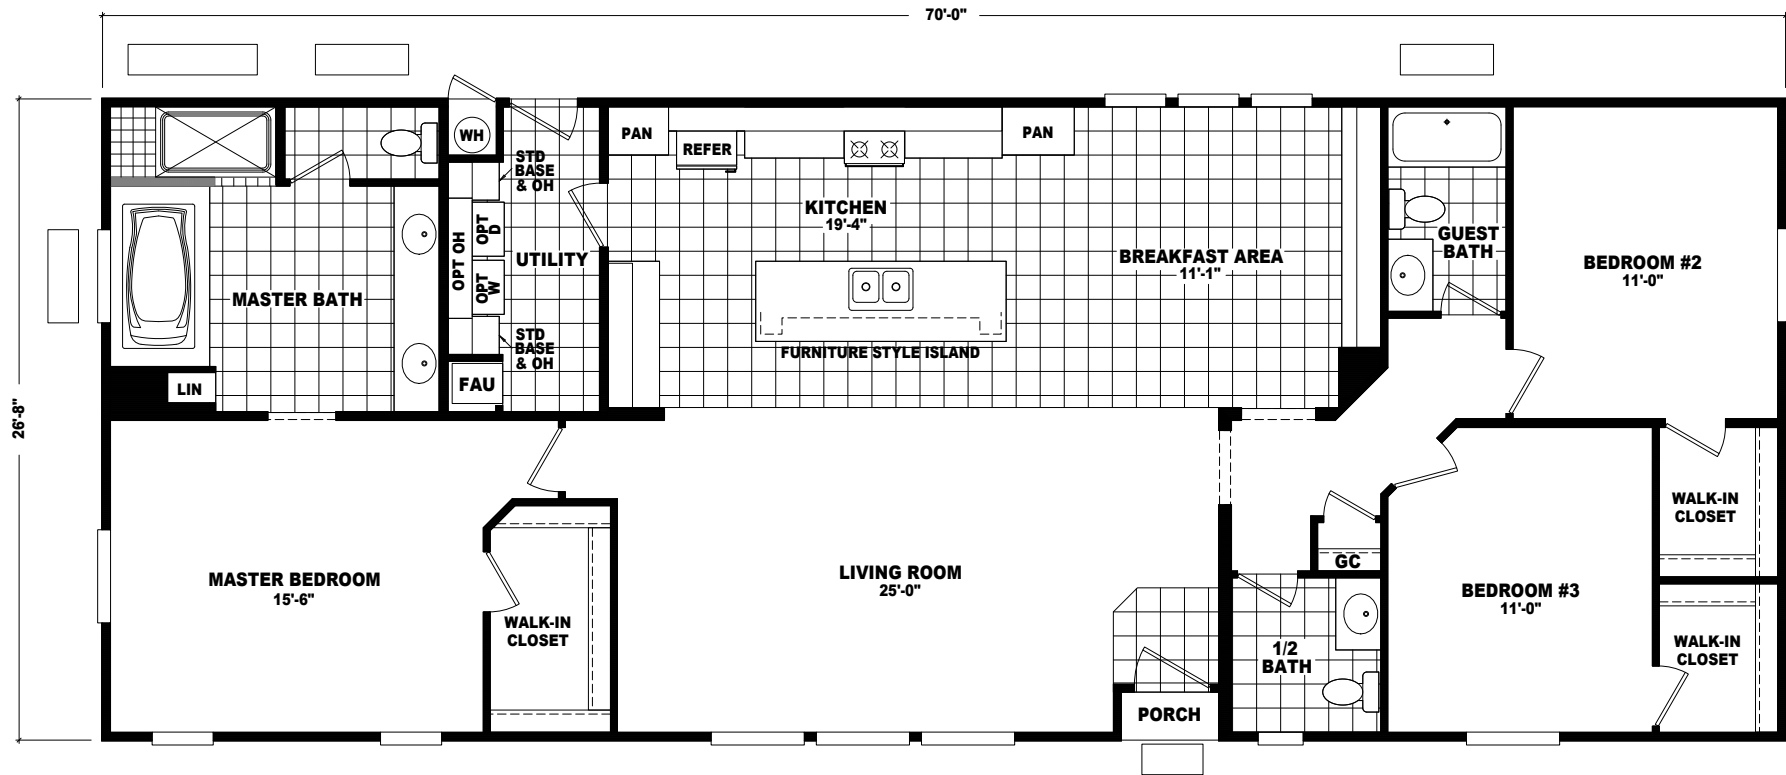 70'-0"
26'-8"
WH
STD
BASE
& OH
PAN
REFER
PAN
KITCHEN
19'-4"
OPT OH
OPT
D
OPT
W
UTILITY
BREAKFAST AREA
11'-1"
GUEST
BATH
BEDROOM #2
11'-0"
MASTER BATH
STD
BASE
& OH
FURNITURE STYLE ISLAND
LIN
FAU
MASTER BEDROOM
15'-6"
WALK-IN
CLOSET
LIVING ROOM
25'-0"
PORCH
GC
1/2
BATH
BEDROOM #3
11'-0"
WALK-IN
CLOSET
WALK-IN
CLOSET